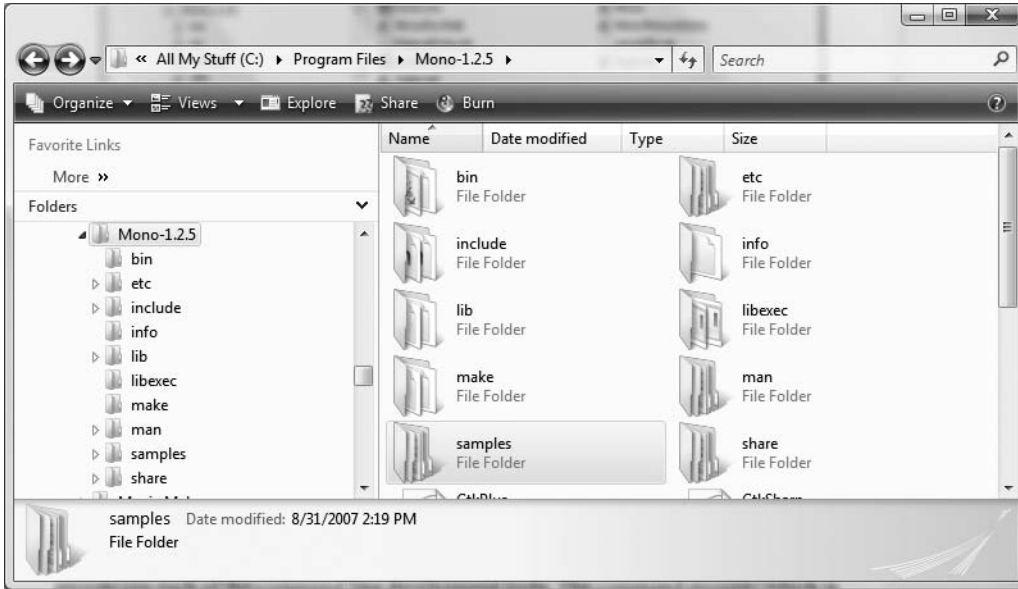 « All My Stuff (C:) ▸ Program Files ▸ Mono-1.2.5 ▸
Search
Organize Views Explore Share Burn
Favorite Links
More »
Folders
Mono-1.2.5
bin
etc
include
info
lib
libexec
make
man
samples
share
Name Date modified Type Size
bin
File Folder
etc
File Folder
include
File Folder
info
File Folder
lib
File Folder
libexec
File Folder
make
File Folder
man
File Folder
samples
File Folder
share
File Folder
samples Date modified: 8/31/2007 2:19 PM
File Folder